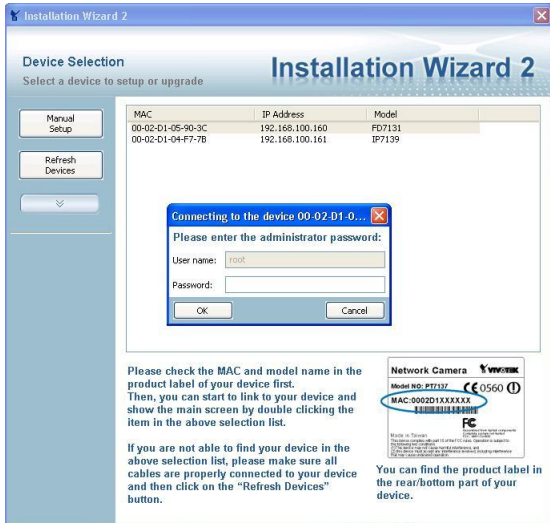 Installation Wizard 2
Device Selection
Select a device to setup or upgrade
Installation Wizard 2
Manual
Setup
Refresh
Devices
MAC IP Address Model
00-02-D1-05-90-3C 192.168.100.160 FD7131
00-02-D1-04-F7-7B 192.168.100.161 IP7139
Connecting to the device 00-02-D1-0...
Please enter the administrator password:
User name: root
Password:
OK Cancel
Please check the MAC and model name in the
product label of your device first.
Then, you can start to link to your device and
show the main screen by double clicking the
item in the above selection list.
If you are not able to find your device in the
above selection list, please make sure all
cables are properly connected to your device
and then click on the “Refresh Devices”
button.
Network Camera VIVOTEK
Model NO: PT7137 CE 0560
MAC:0002D1XXXXXX
FC
Made in Taiwan
You can find the product label in
the rear/bottom part of your
device.